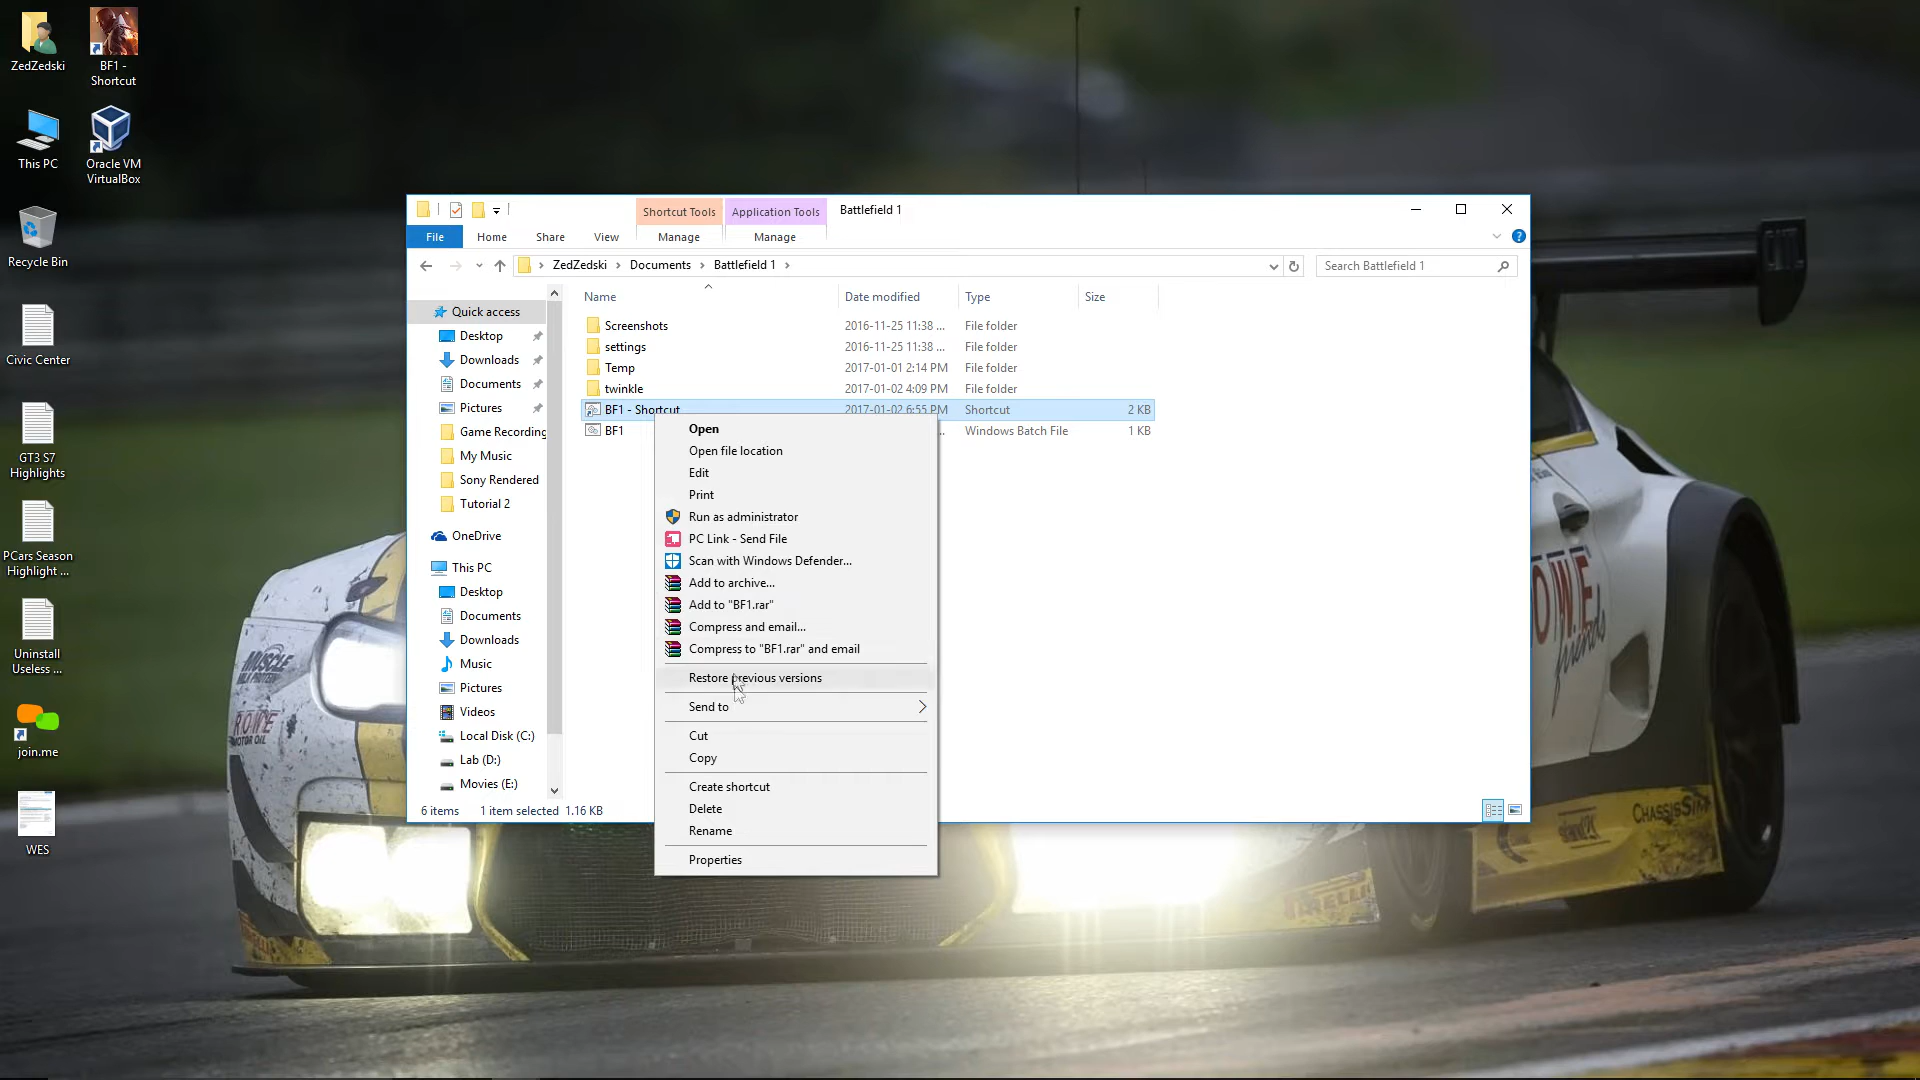 ZedZedski
BF1 -
Shortcut
This PC
Oracle VM
VirtualBox
Recycle Bin
Civic Center
GT3 S7
Highlights
PCars Season
Highlight ...
Uninstall
Useless ...
join.me
WES
Shortcut Tools
Application Tools
Battlefield 1
File
Home
Share
View
Manage
Manage
ZedZedski
Documents
Battlefield 1
Search Battlefield 1
Quick access
Desktop
Downloads
Documents
Pictures
Game Recording
My Music
Sony Rendered
Tutorial 2
OneDrive
This PC
Desktop
Documents
Downloads
Music
Pictures
Videos
Local Disk (C:)
Lab (D:)
Movies (E:)
Name Date modified Type Size
Screenshots 2016-11-25 11:38 ... File folder
settings 2016-11-25 11:38 ... File folder
Temp 2017-01-01 2:14 PM File folder
twinkle 2017-01-02 4:09 PM File folder
BF1 - Shortcut 2017-01-02 6:55 PM Shortcut 2 KB
BF1 ... Windows Batch File 1 KB
Open
Open file location
Edit
Print
Run as administrator
PC Link - Send File
Scan with Windows Defender...
Add to archive...
Add to "BF1.rar"
Compress and email...
Compress to "BF1.rar" and email
Restore previous versions
Send to
Cut
Copy
Create shortcut
Delete
Rename
Properties
6 items 1 item selected 1.16 KB
MUSCLE
ROWE
MOTOR OIL
CHASSISSIM
PIRELLI